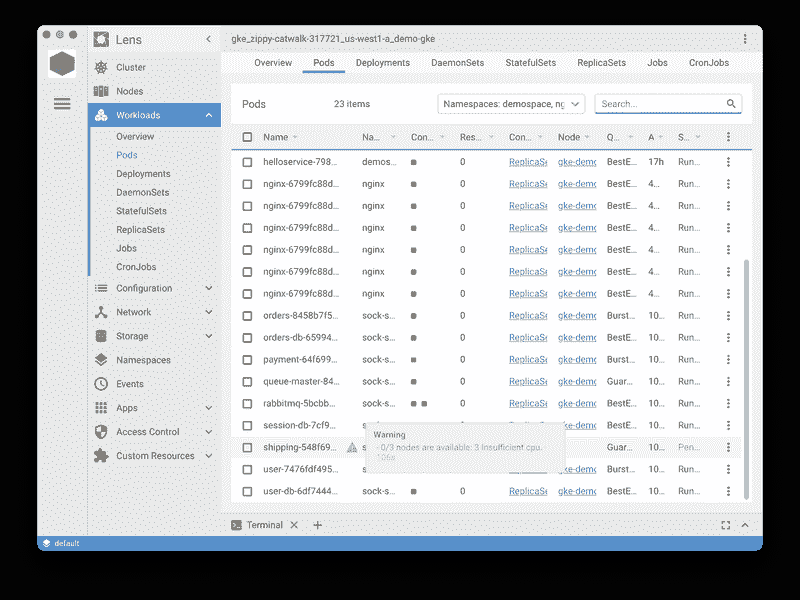 Lens
gke_zippy-catwalk-317721_us-west1-a_demo-gke
Cluster
Nodes
Workloads
Overview
Pods
Deployments
DaemonSets
StatefulSets
ReplicaSets
Jobs
CronJobs
Configuration
Network
Storage
Namespaces
Events
Apps
Access Control
Custom Resources
Overview Pods Deployments DaemonSets StatefulSets ReplicaSets Jobs CronJobs
Pods 23 items Namespaces: demospace, ng Search...
Name Na... Con... Res... Con... Node Q... A S...
helloservice-798... demos... 0 ReplicaSe gke-demo BestE... 17h Run...
nginx-6799fc88d... nginx 0 ReplicaSe gke-demo BestE... 4... Run...
nginx-6799fc88d... nginx 0 ReplicaSe gke-demo BestE... 4... Run...
nginx-6799fc88d... nginx 0 ReplicaSe gke-demo BestE... 4... Run...
nginx-6799fc88d... nginx 0 ReplicaSe gke-demo BestE... 4... Run...
nginx-6799fc88d... nginx 0 ReplicaSe gke-demo BestE... 4... Run...
nginx-6799fc88d... nginx 0 ReplicaSe gke-demo BestE... 4... Run...
orders-8458b7f5... sock-s... 0 ReplicaSe gke-demo Burst... 10... Run...
orders-db-65994... sock-s... 0 ReplicaSe gke-demo BestE... 10... Run...
payment-64f699... sock-s... 0 ReplicaSe gke-demo Burst... 10... Run...
queue-master-84... sock-s... 0 ReplicaSe gke-demo Guar... 10... Run...
rabbitmq-5bcbb... sock-s... 0 ReplicaSe gke-demo BestE... 10... Run...
session-db-7cf9... BestE... 10... Run...
shipping-548f69... Guar... 10... Pen...
Warning
- 0/3 nodes are available: 3 Insufficient cpu.
user-7476fdf495... Burst... 10... Run...
user-db-6df7444... sock-s... 0 ReplicaSe gke-demo BestE... 10... Run...
Terminal
default